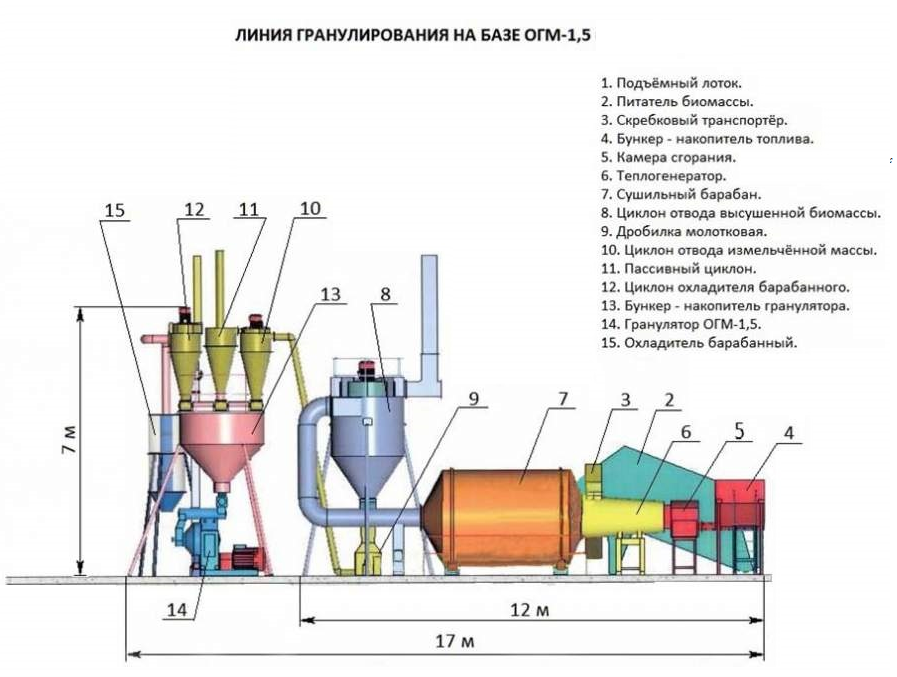 ЛИНИЯ ГРАНУЛИРОВАНИЯ НА БАЗЕ ОГМ-1,5
1. Подъёмный лоток.
2. Питатель биомассы.
3. Скребковый транспортёр.
4. Бункер - накопитель топлива.
5. Камера сгорания.
6. Теплогенератор.
7. Сушильный барабан.
8. Циклон отвода высушенной биомассы.
9. Дробилка молотковая.
10. Циклон отвода измельчённой массы.
11. Пассивный циклон.
12. Циклон охладителя барабанного.
13. Бункер - накопитель гранулятора.
14. Гранулятор ОГМ-1,5.
15. Охладитель барабанный.
15 12 11 10
13 8
9 7 3 2
6 5 4
7 м
14
12 м
17 м